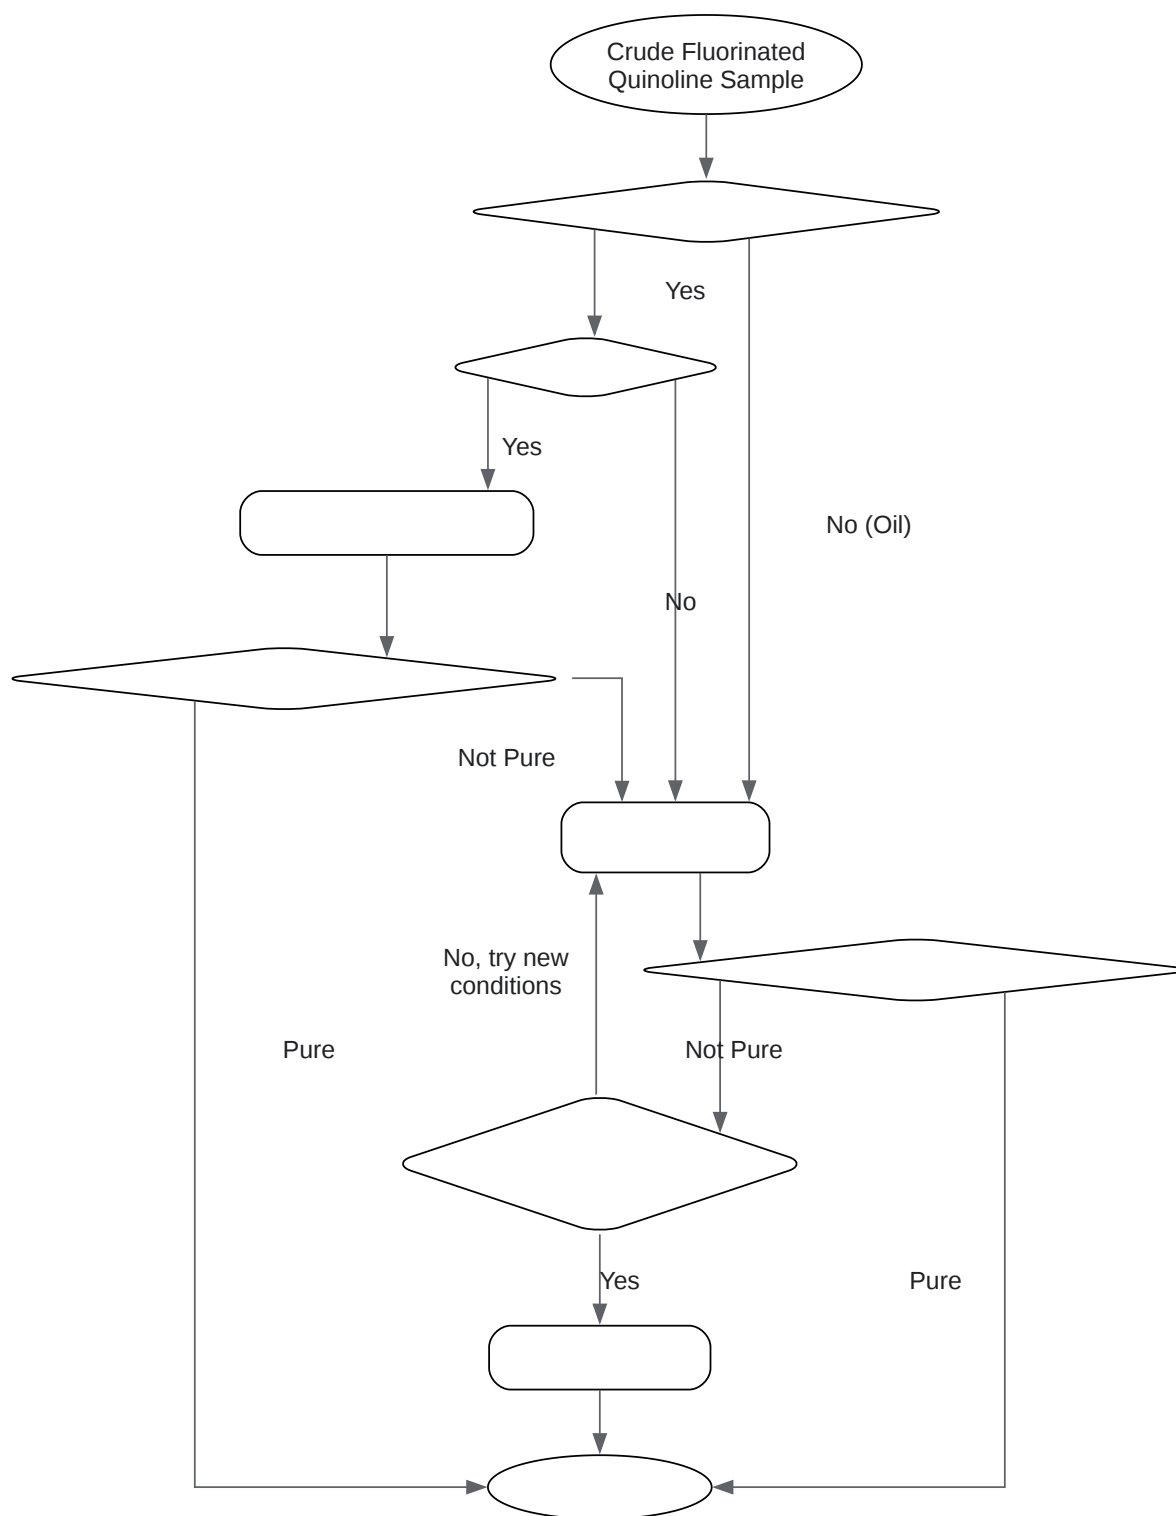 Crude Fluorinated
Quinoline Sample
Yes
Yes
No (Oil)
No
Not Pure
No, try new
conditions
Pure
Not Pure
Yes
Pure